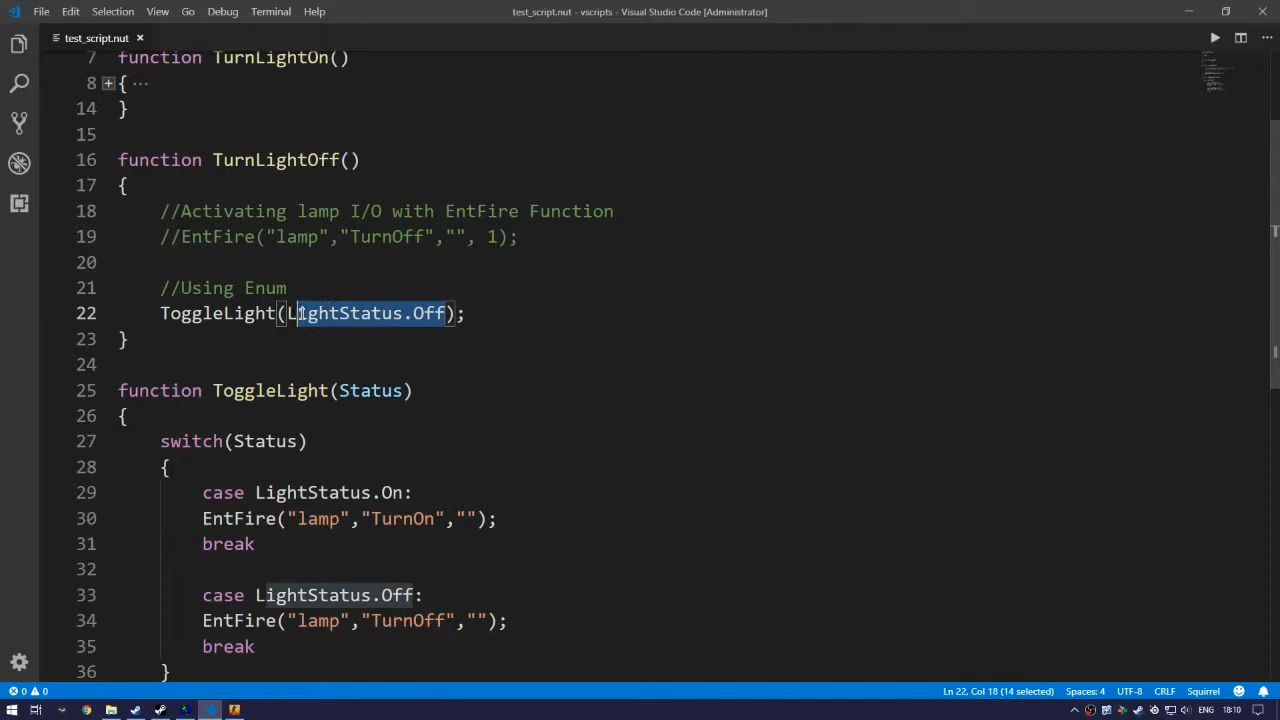 File Edit Selection View Go Debug Terminal Help
test_script.nut - vscripts - Visual Studio Code [Administrator]
test_script.nut ×
7 function TurnLightOn()
8 { ···
14 }
15
16 function TurnLightOff()
17 {
18 //Activating lamp I/O with EntFire Function
19 //EntFire("lamp","TurnOff","", 1);
20
21 //Using Enum
22 ToggleLight(LightStatus.Off);
23 }
24
25 function ToggleLight(Status)
26 {
27 switch(Status)
28 {
29 case LightStatus.On:
30 EntFire("lamp","TurnOn","");
31 break
32
33 case LightStatus.Off:
34 EntFire("lamp","TurnOff","");
35 break
36 }
0 0 Ln 22, Col 18 (14 selected) Spaces: 4 UTF-8 CRLF Squirrel
ENG 18:10